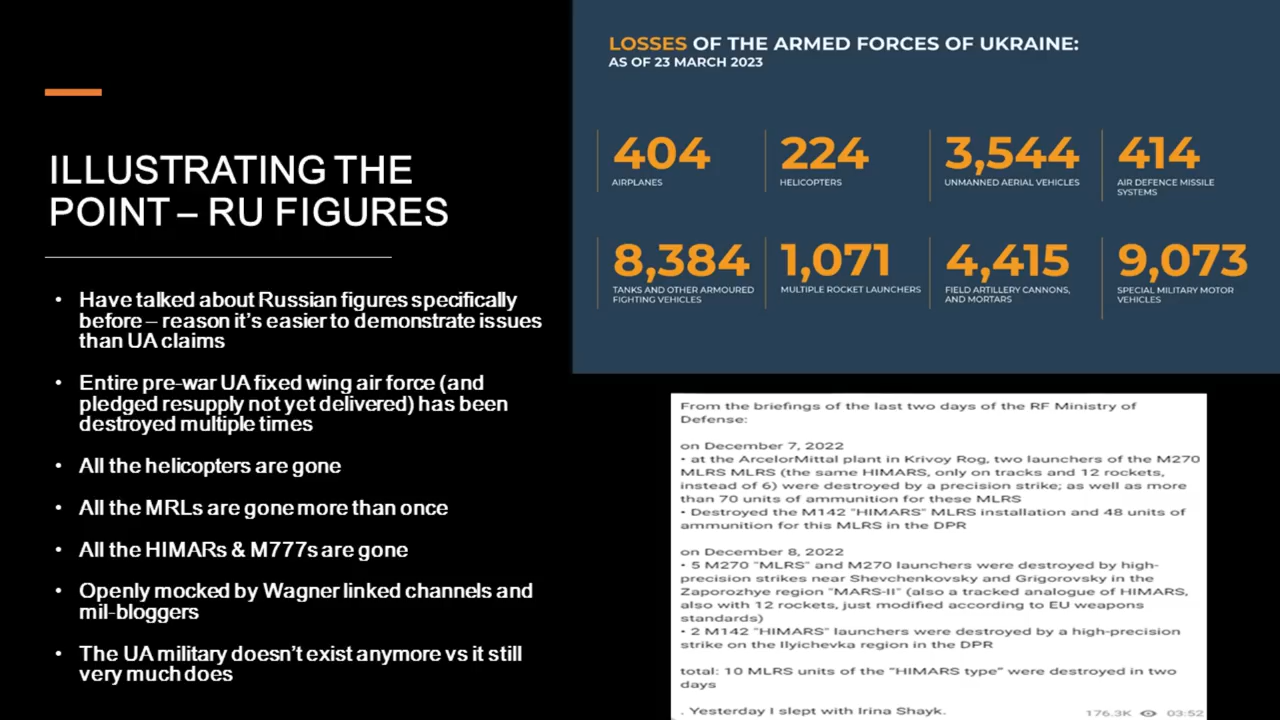 ILLUSTRATING THE
POINT – RU FIGURES
• Have talked about Russian figures specifically
before – reason it's easier to demonstrate issues
than UA claims
• Entire pre-war UA fixed wing air force (and
pledged resupply not yet delivered) has been
destroyed multiple times
• All the helicopters are gone
• All the MRLs are gone more than once
• All the HIMARs & M777s are gone
• Openly mocked by Wagner linked channels and
mil-bloggers
• The UA military doesn't exist anymore vs it still
very much does
LOSSES OF THE ARMED FORCES OF UKRAINE:
AS OF 23 MARCH 2023
404
AIRPLANES
224
HELICOPTERS
3,544
UNMANNED AERIAL VEHICLES
414
AIR DEFENCE MISSILE
SYSTEMS
8,384
TANKS AND OTHER ARMOURED
FIGHTING VEHICLES
1,071
MULTIPLE ROCKET LAUNCHERS
4,415
FIELD ARTILLERY CANNONS,
AND MORTARS
9,073
SPECIAL MILITARY MOTOR
VEHICLES
From the briefings of the last two days of the RF Ministry of
Defense:
on December 7, 2022
• at the ArcelorMittal plant in Krivoy Rog, two launchers of the M270
MLRS MLRS (the same HIMARS, only on tracks and 12 rockets,
instead of 6) were destroyed by a precision strike; as well as more
than 70 units of ammunition for these MLRS
• Destroyed the M142 "HIMARS" MLRS installation and 48 units of
ammunition for this MLRS in the DPR
on December 8, 2022
• 5 M270 "MLRS" and M270 launchers were destroyed by high-
precision strikes near Shevchenkovsky and Grigorovsky in the
Zaporozhye region "MARS-II" (also a tracked analogue of HIMARS,
also with 12 rockets, just modified according to EU weapons
standards)
• 2 M142 "HIMARS" launchers were destroyed by a high-precision
strike on the Ilyichevka region in the DPR
total: 10 MLRS units of the "HIMARS type" were destroyed in two
days
. Yesterday I slept with Irina Shayk.
176.3K 03:52